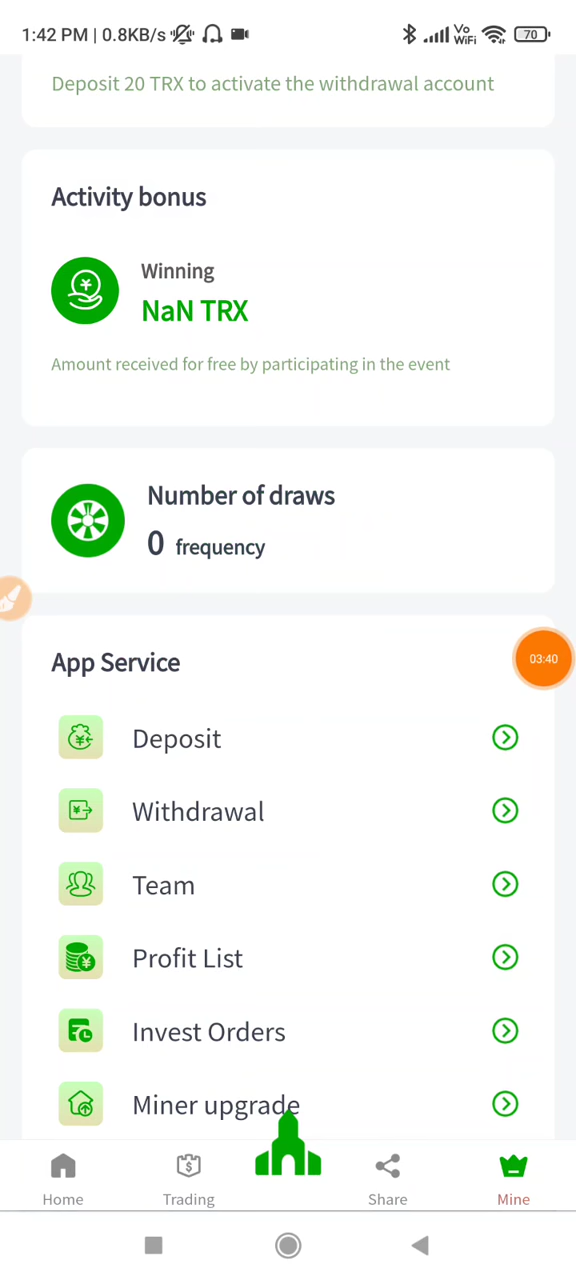 1:42 PM | 0.8KB/s Vo WiFi 70
Deposit 20 TRX to activate the withdrawal account
Activity bonus
Winning
NaN TRX
Amount received for free by participating in the event
Number of draws
0 frequency
App Service
03:40
Deposit
Withdrawal
Team
Profit List
Invest Orders
Miner upgrade
Home Trading Share Mine